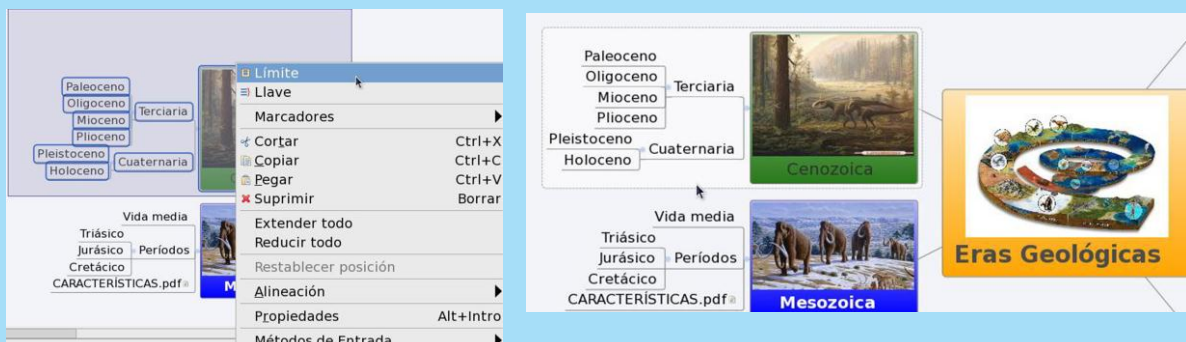 Paleoceno
Oligoceno
Mioceno
Plioceno
Terciaria
Pleistoceno
Holoceno
Cuaternaria
Límite
Llave
Marcadores
Cortar Ctrl+X
Copiar Ctrl+C
Pegar Ctrl+V
Suprimir Borrar
Extender todo
Reducir todo
Restablecer posición
Alineación
Propiedades Alt+Intro
Métodos de Entrada
Vida media
Triásico
Jurásico
Cretácico
Períodos
CARACTERÍSTICAS.pdf
M
Paleoceno
Oligoceno
Mioceno
Plioceno
Terciaria
Pleistoceno
Holoceno
Cuaternaria
Cenozoica
Vida media
Triásico
Jurásico
Cretácico
Períodos
CARACTERÍSTICAS.pdf
Mesozoica
Eras Geológicas